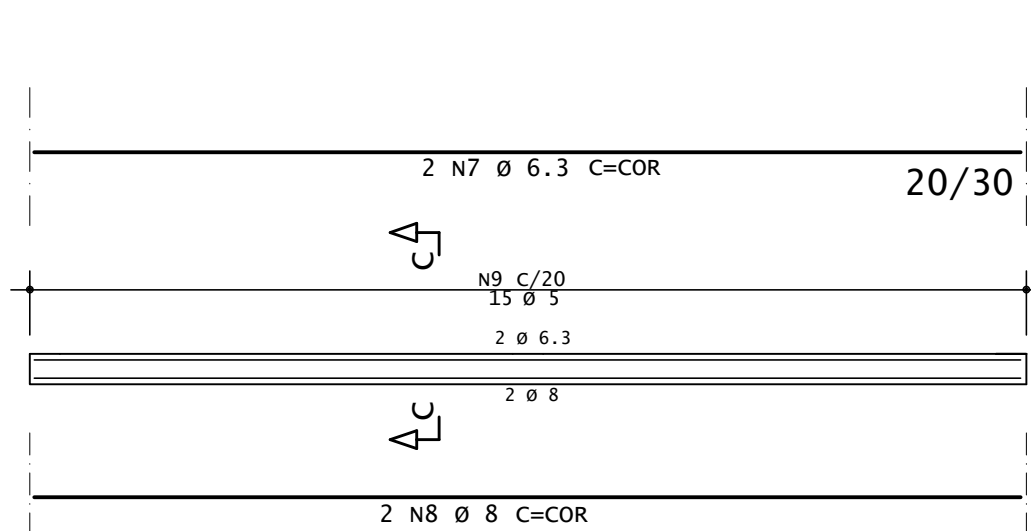 2 N7 Ø 6.3 C=COR
20/30
C
N9 C/20
15 Ø 5
2 Ø 6.3
2 Ø 8
C
2 N8 Ø 8 C=COR